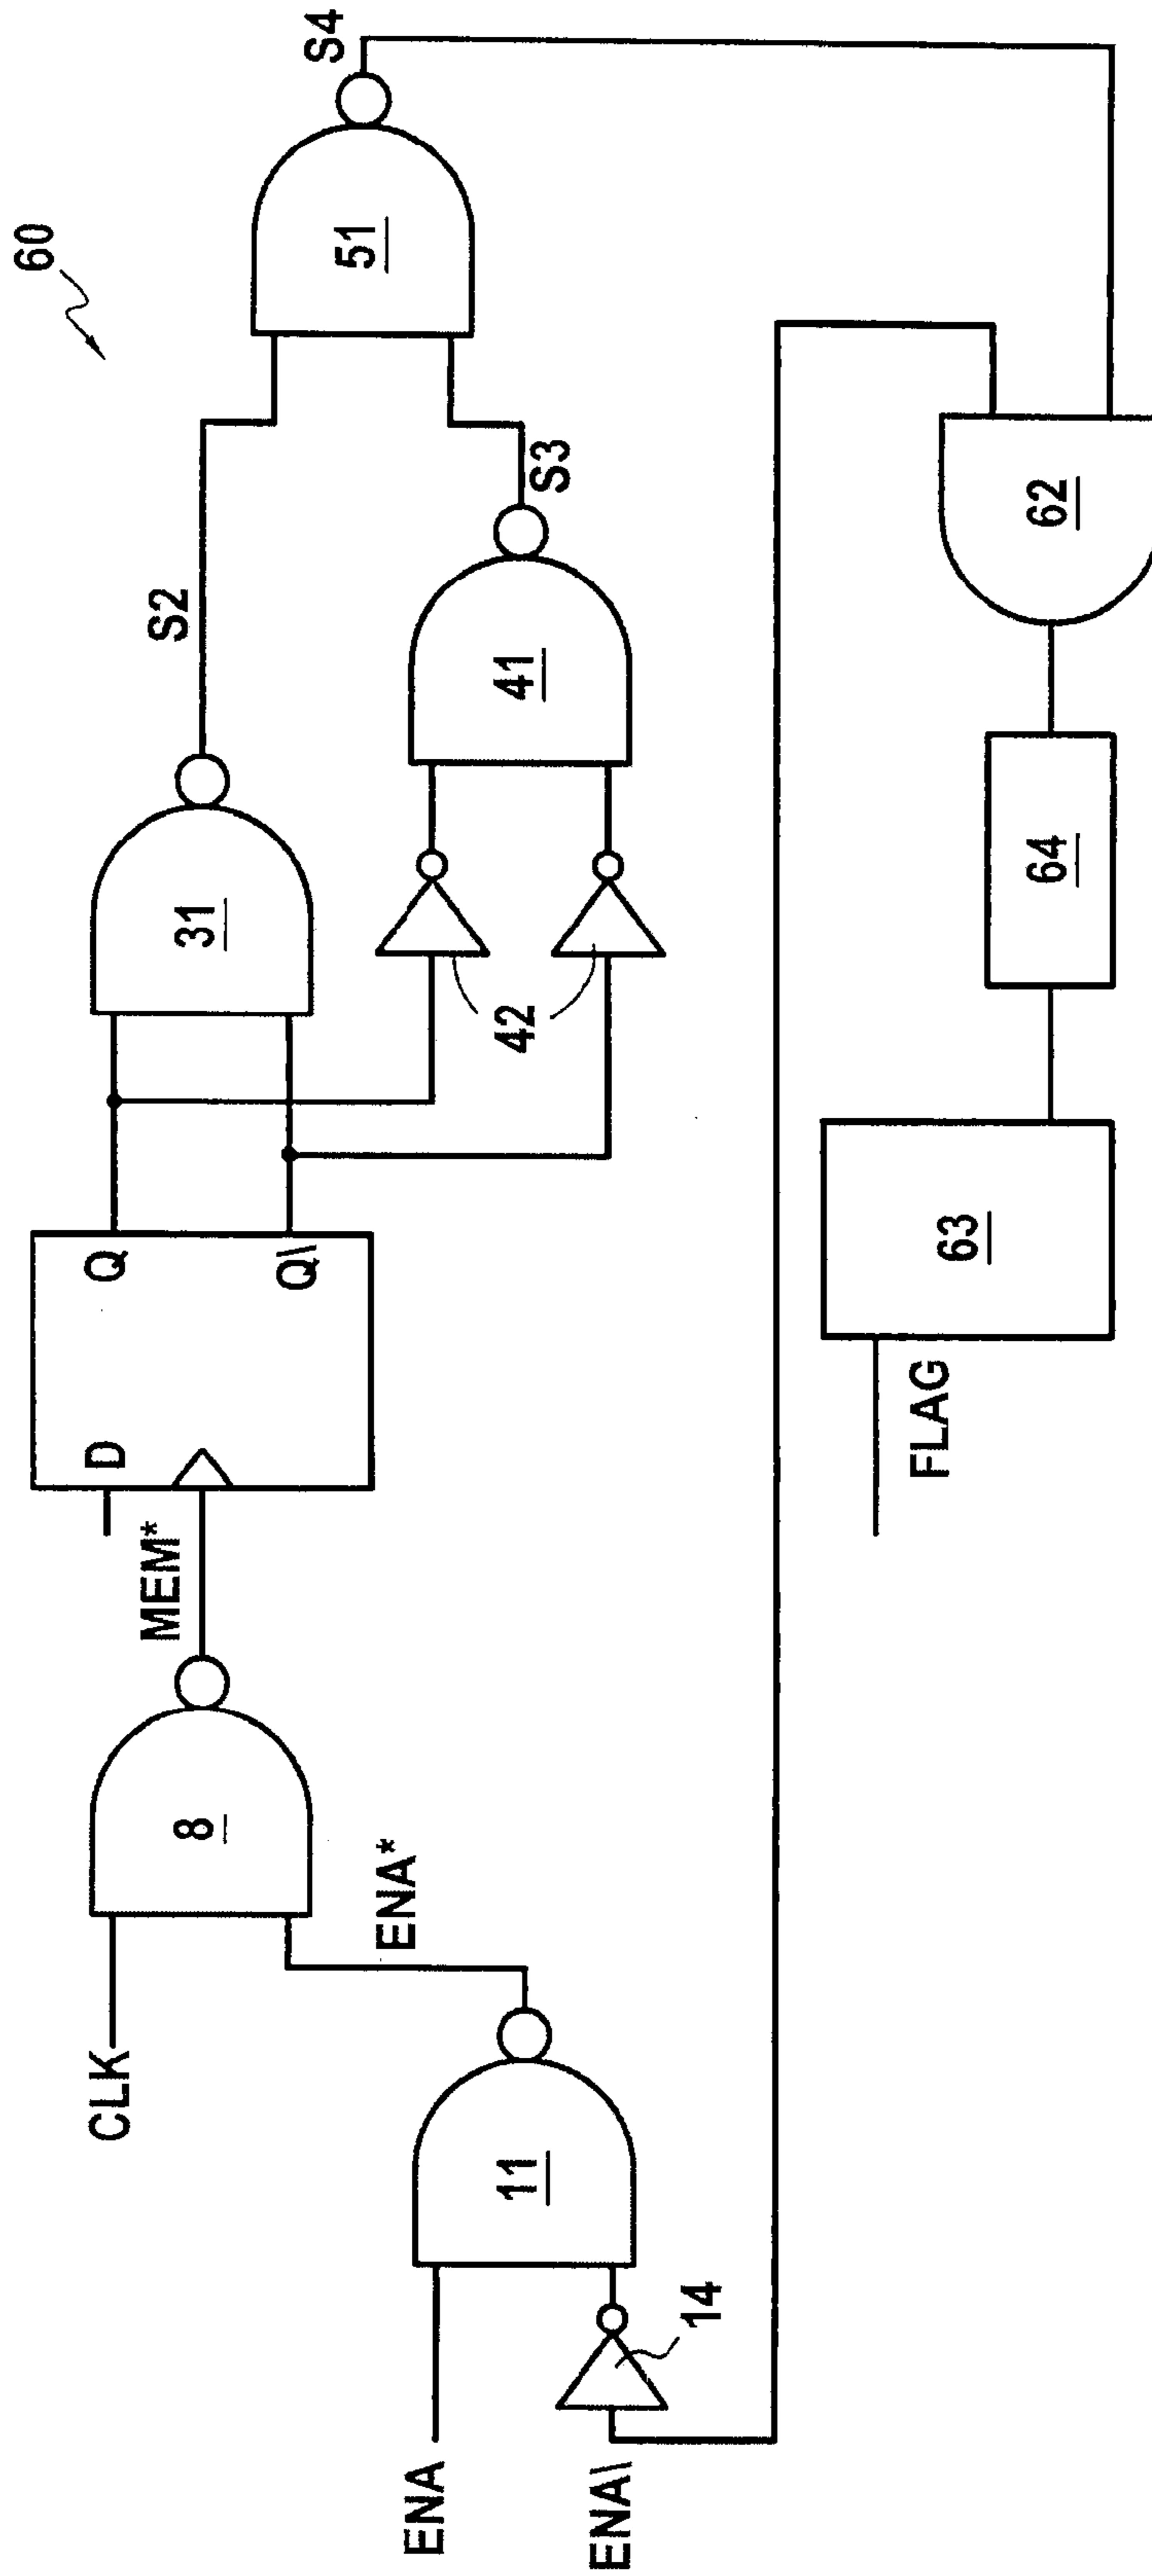 60
S4
51
S2
S3
31
41
42
Q
Q\
D
MEM*
8
CLK
ENA*
11
14
ENA
ENA\
62
64
63
FLAG